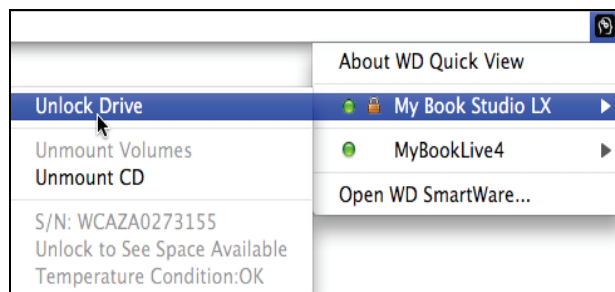 About WD Quick View
My Book Studio LX
MyBookLive4
Open WD SmartWare...
Unlock Drive
Unmount Volumes
Unmount CD
S/N: WCAZA0273155
Unlock to See Space Available
Temperature Condition:OK